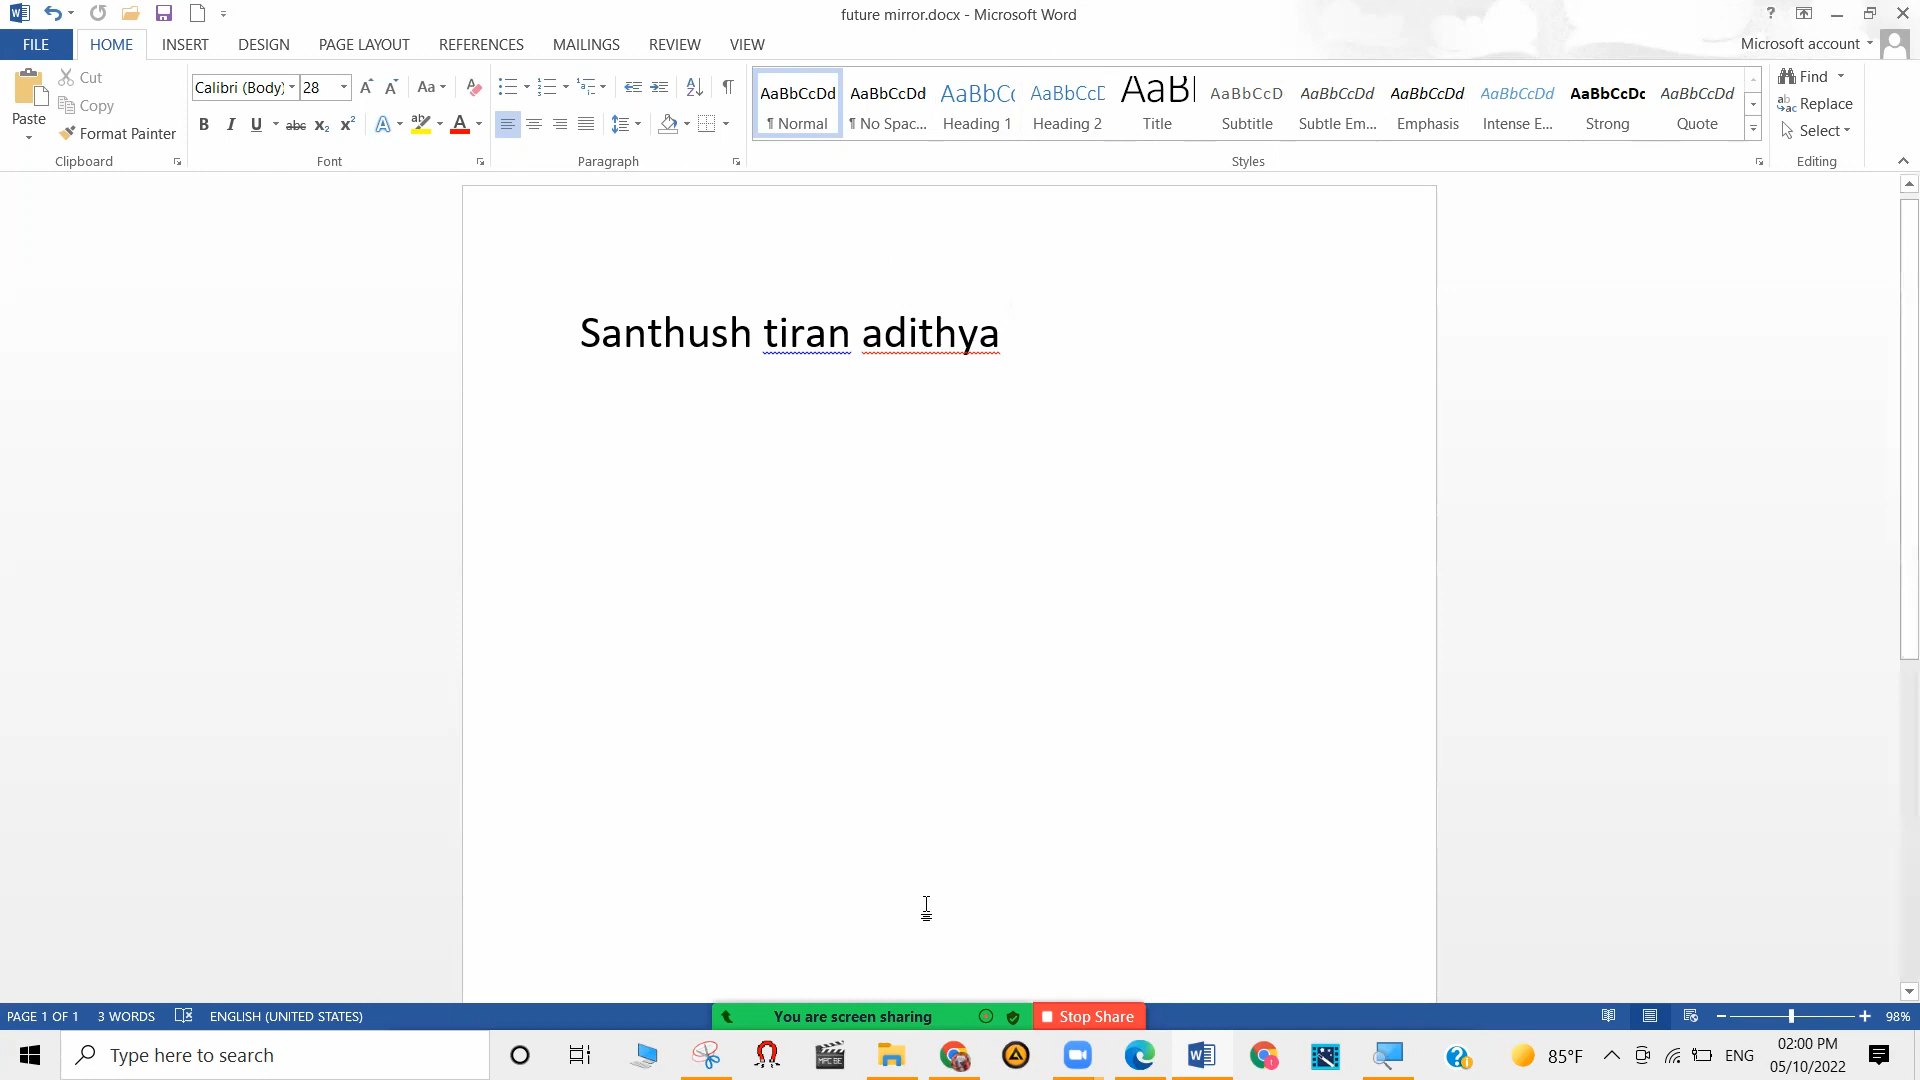 future mirror.docx - Microsoft Word
?
FILE HOME INSERT DESIGN PAGE LAYOUT REFERENCES MAILINGS REVIEW VIEW
Microsoft account
Paste
Cut
Copy
Format Painter
Clipboard
Calibri (Body) 28
Aa
B I U abc X₂ X² A A
Font
Paragraph
AaBbCcDd AaBbCcDd AaBbC AaBbCcD AaBl AaBbCcD AaBbCcDd AaBbCcDd AaBbCcDd AaBbCcDc AaBbCcDd
¶ Normal ¶ No Spac... Heading 1 Heading 2 Title Subtitle Subtle Em... Emphasis Intense E... Strong Quote
Styles
Find
Replace
Select
Editing
Santhush tiran adithya
PAGE 1 OF 1 3 WORDS ENGLISH (UNITED STATES)
You are screen sharing Stop Share
98%
Type here to search
85°F ENG
02:00 PM
05/10/2022